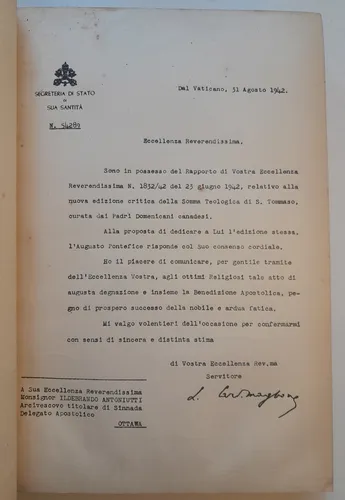 SEGRETERIA DI STATO
DI
SUA SANTITÀ
N. 54289
Dal Vaticano, 31 Agosto 1942.
Eccellenza Reverendissima,
Sono in possesso del Rapporto di Vostra Eccellenza
Reverendissima N. 1832/42 del 23 giugno 1942, relativo alla
nuova edizione critica della Somma Teologica di S. Tommaso,
curata dai Padri Domenicani canadesi.
Alla proposta di dedicare a Lui l'edizione stessa,
l'Augusto Pontefice risponde col Suo consenso cordiale.
Ho il piacere di comunicare, per gentile tramite
dell'Eccellenza Vostra, agli ottimi Religiosi tale atto di
augusta degnazione e insieme la Benedizione Apostolica, pe-
gno di prospero successo della nobile e ardua fatica.
Mi valgo volentieri dell'occasione per confermarmi
con sensi di sincera e distinta stima
di Vostra Eccellenza Rev.ma
Servitore
L. Card. Maglione
A Sua Eccellenza Reverendissima
Monsignor ILDEBRANDO ANTONIUTTI
Arcivescovo titolare di Sinnada
Delegato Apostolico
OTTAWA